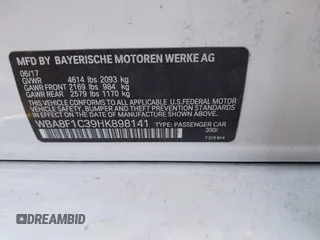 MFD BY BAYERISCHE MOTOREN WERKE AG
06/17
GVWR 4614 lbs 2093 kg
GAWR FRONT 2169 lbs 984 kg
GAWR REAR 2579 lbs 1170 kg
THIS VEHICLE CONFORMS TO ALL APPLICABLE U.S. FEDERAL MOTOR
VEHICLE SAFETY, BUMPER AND THEFT PREVENTION STANDARDS
IN EFFECT ON THE DATE OF MANUFACTURE SHOWN ABOVE.
WBA8F1C39HK898141 TYPE: PASSENGER CAR
300/
DREAMBID